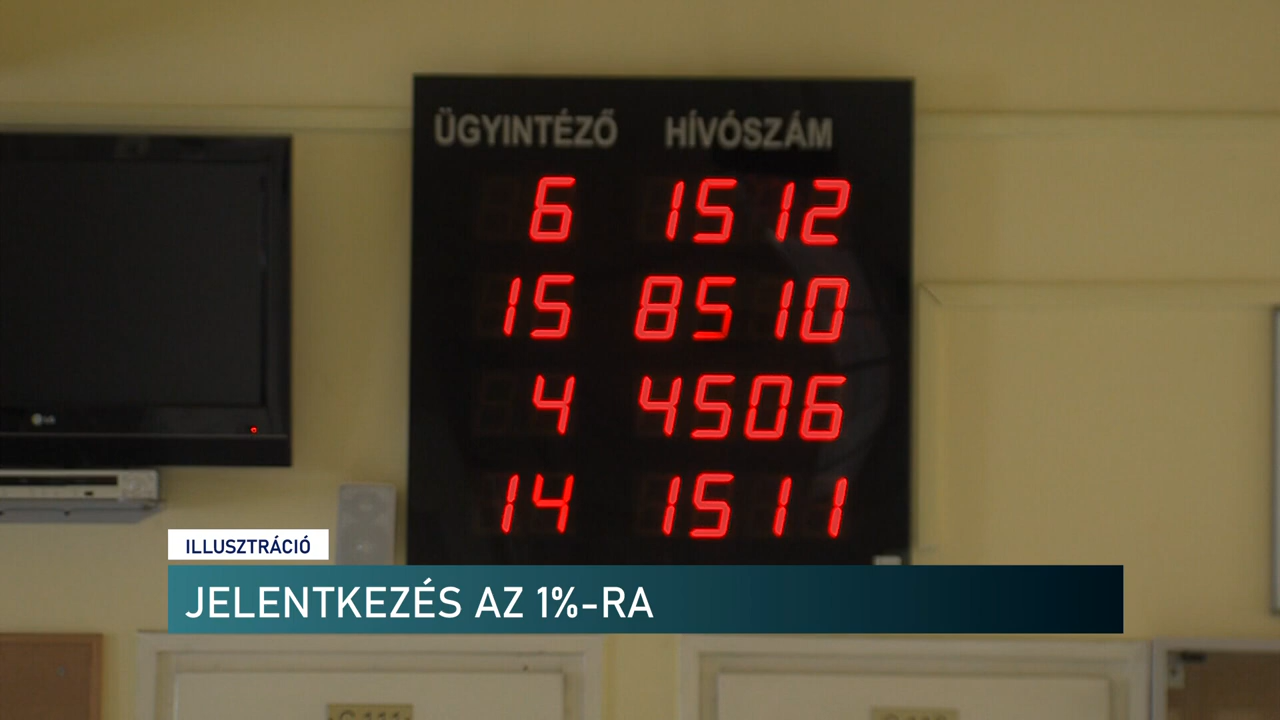 ÜGYINTÉZŐ HÍVÓSZÁM
6 1512
15 8510
4 4506
14 1511
ILLUSZTRÁCIÓ
JELENTKEZÉS AZ 1%-RA